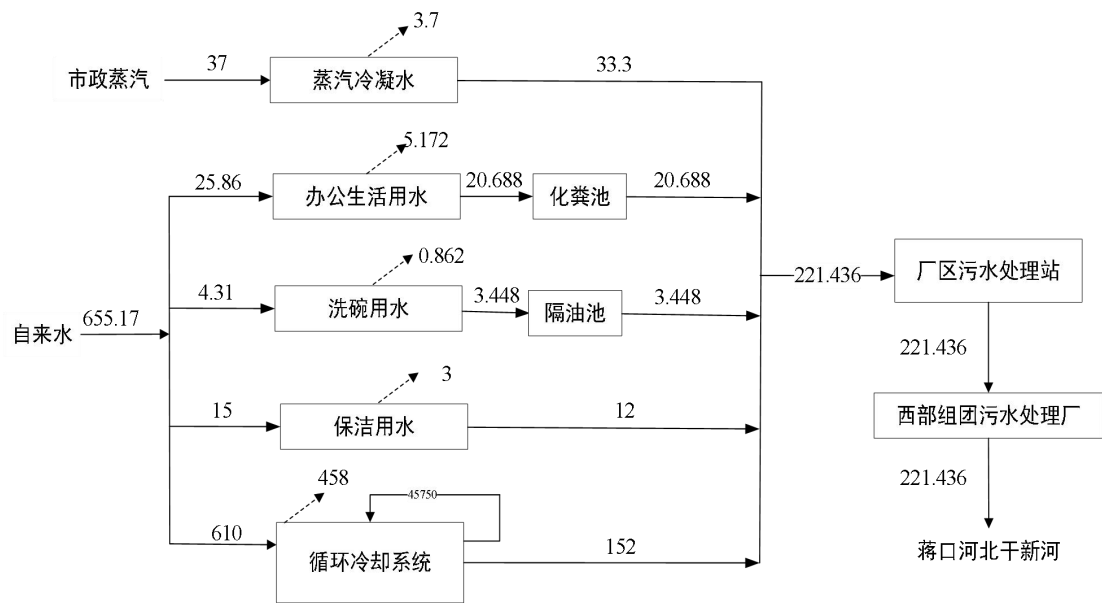 3.7
市政蒸汽
37
蒸汽冷凝水
33.3
5.172
25.86
办公生活用水
20.688
化粪池
20.688
0.862
4.31
洗碗用水
3.448
隔油池
3.448
自来水
655.17
3
15
保洁用水
12
458
45750
610
循环冷却系统
152
221.436
厂区污水处理站
221.436
西部组团污水处理厂
221.436
蒋口河北干新河